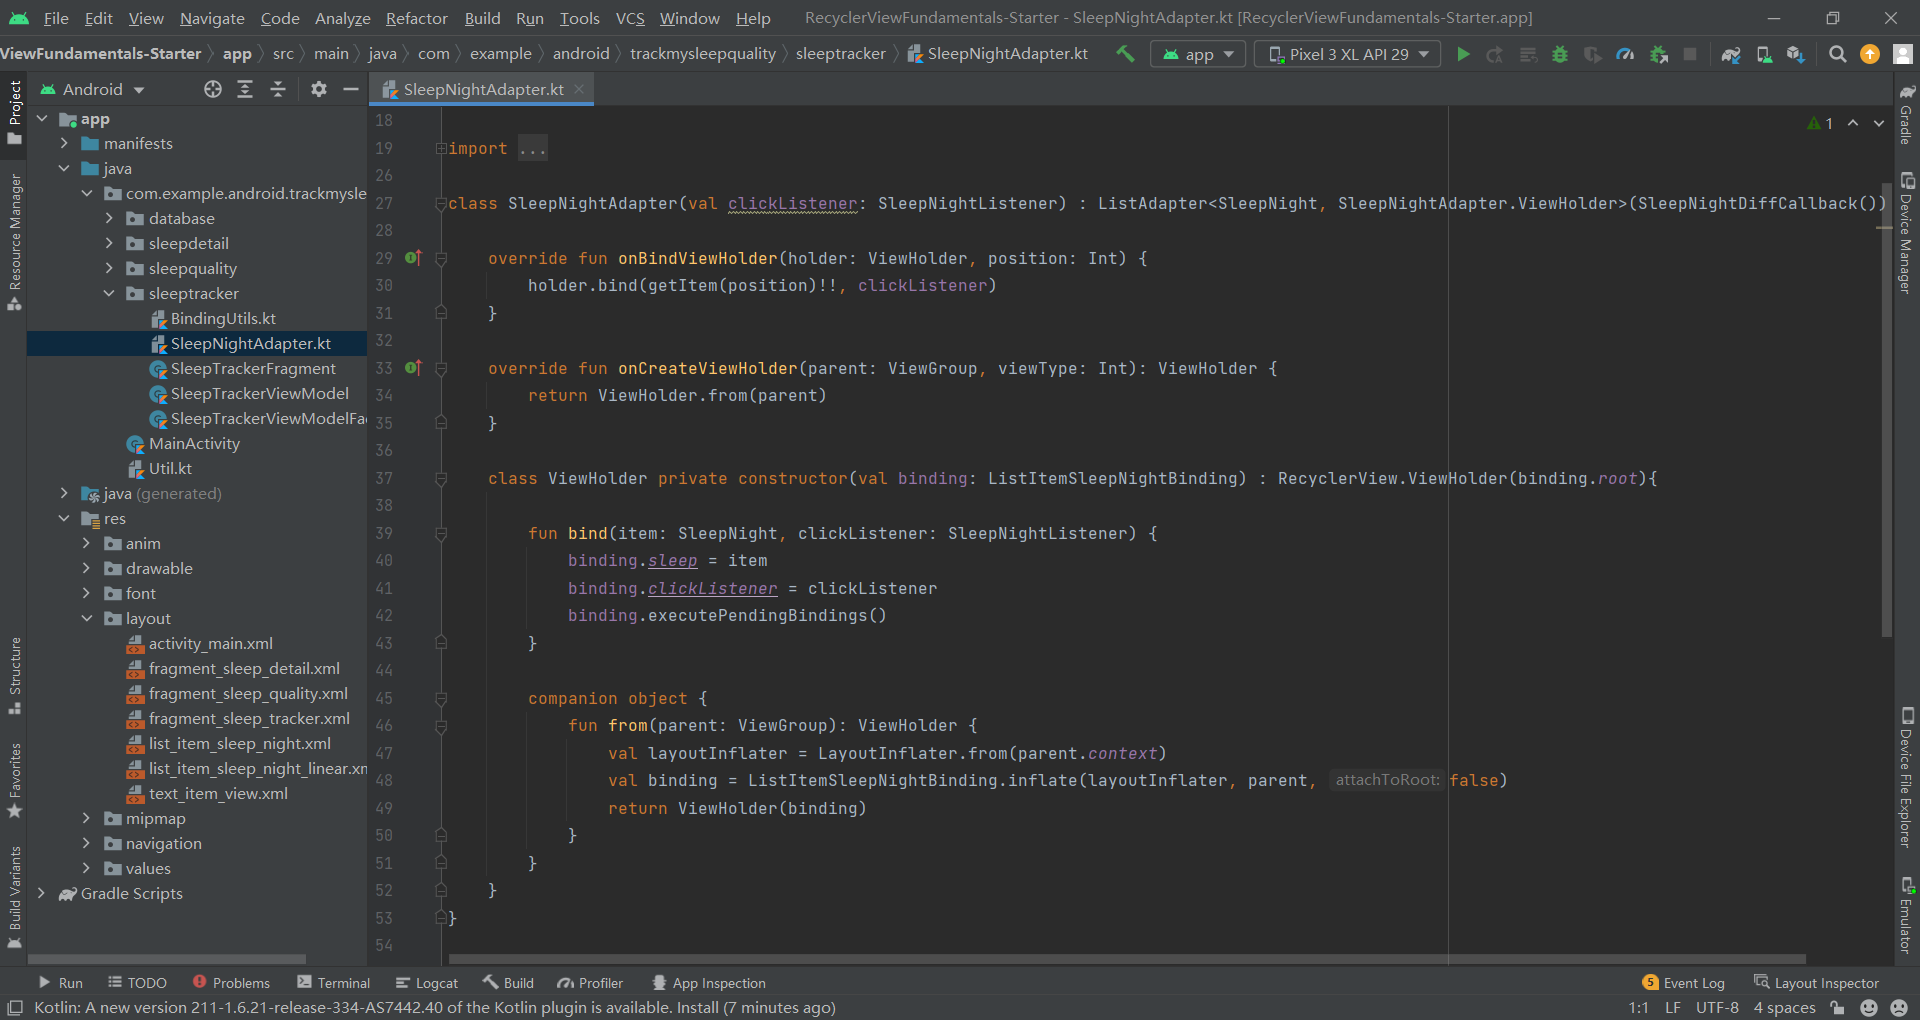 File Edit View Navigate Code Analyze Refactor Build Run Tools VCS Window Help RecyclerViewFundamentals-Starter - SleepNightAdapter.kt [RecyclerViewFundamentals-Starter.app]
ViewFundamentals-Starter app src main java com example android trackmysleepquality sleeptracker SleepNightAdapter.kt app Pixel 3 XL API 29
Project
Resource Manager
Structure
Favorites
Build Variants
Android
app
manifests
java
com.example.android.trackmysle
database
sleepdetail
sleepquality
sleeptracker
BindingUtils.kt
SleepNightAdapter.kt
SleepTrackerFragment
SleepTrackerViewModel
SleepTrackerViewModelFa
MainActivity
Util.kt
java (generated)
res
anim
drawable
font
layout
activity_main.xml
fragment_sleep_detail.xml
fragment_sleep_quality.xml
fragment_sleep_tracker.xml
list_item_sleep_night.xml
list_item_sleep_night_linear.xm
text_item_view.xml
mipmap
navigation
values
Gradle Scripts
SleepNightAdapter.kt
1
18
19 import ...
26
27 class SleepNightAdapter(val clickListener: SleepNightListener) : ListAdapter<SleepNight, SleepNightAdapter.ViewHolder>(SleepNightDiffCallback())
28
29 override fun onBindViewHolder(holder: ViewHolder, position: Int) {
30 holder.bind(getItem(position)!!, clickListener)
31 }
32
33 override fun onCreateViewHolder(parent: ViewGroup, viewType: Int): ViewHolder {
34 return ViewHolder.from(parent)
35 }
36
37 class ViewHolder private constructor(val binding: ListItemSleepNightBinding) : RecyclerView.ViewHolder(binding.root){
38
39 fun bind(item: SleepNight, clickListener: SleepNightListener) {
40 binding.sleep = item
41 binding.clickListener = clickListener
42 binding.executePendingBindings()
43 }
44
45 companion object {
46 fun from(parent: ViewGroup): ViewHolder {
47 val layoutInflater = LayoutInflater.from(parent.context)
48 val binding = ListItemSleepNightBinding.inflate(layoutInflater, parent, attachToRoot: false)
49 return ViewHolder(binding)
50 }
51 }
52 }
53 }
54
Gradle
Device Manager
Device File Explorer
Emulator
Run TODO Problems Terminal Logcat Build Profiler App Inspection 5 Event Log Layout Inspector
Kotlin: A new version 211-1.6.21-release-334-AS7442.40 of the Kotlin plugin is available. Install (7 minutes ago) 1:1 LF UTF-8 4 spaces